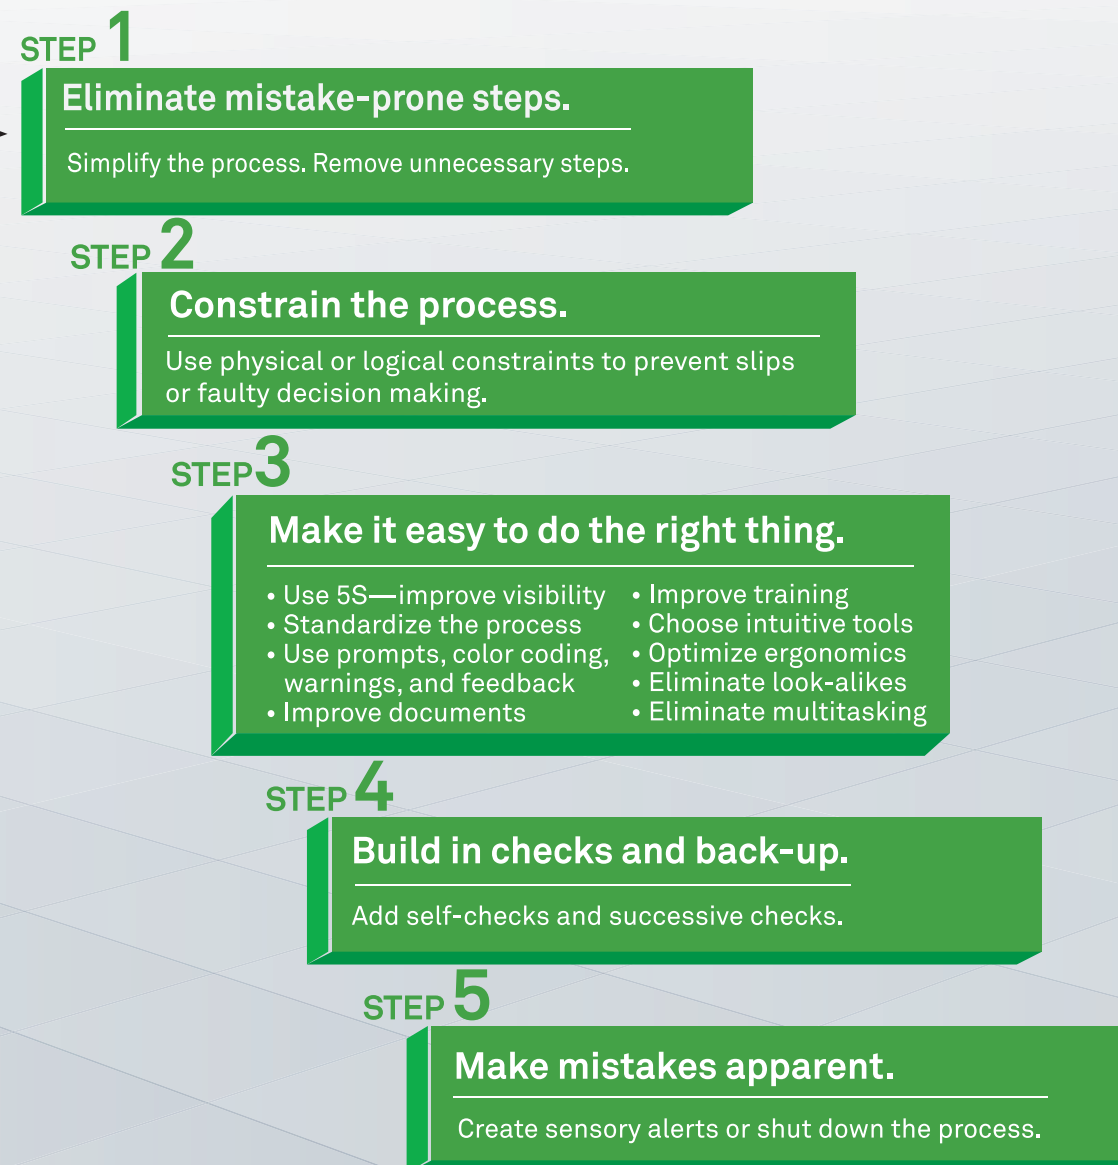 STEP 1
Eliminate mistake-prone steps.
Simplify the process. Remove unnecessary steps.
STEP 2
Constrain the process.
Use physical or logical constraints to prevent slips
or faulty decision making.
STEP 3
Make it easy to do the right thing.
• Use 5S—improve visibility
• Standardize the process
• Use prompts, color coding,
warnings, and feedback
• Improve documents
• Improve training
• Choose intuitive tools
• Optimize ergonomics
• Eliminate look-alikes
• Eliminate multitasking
STEP 4
Build in checks and back-up.
Add self-checks and successive checks.
STEP 5
Make mistakes apparent.
Create sensory alerts or shut down the process.